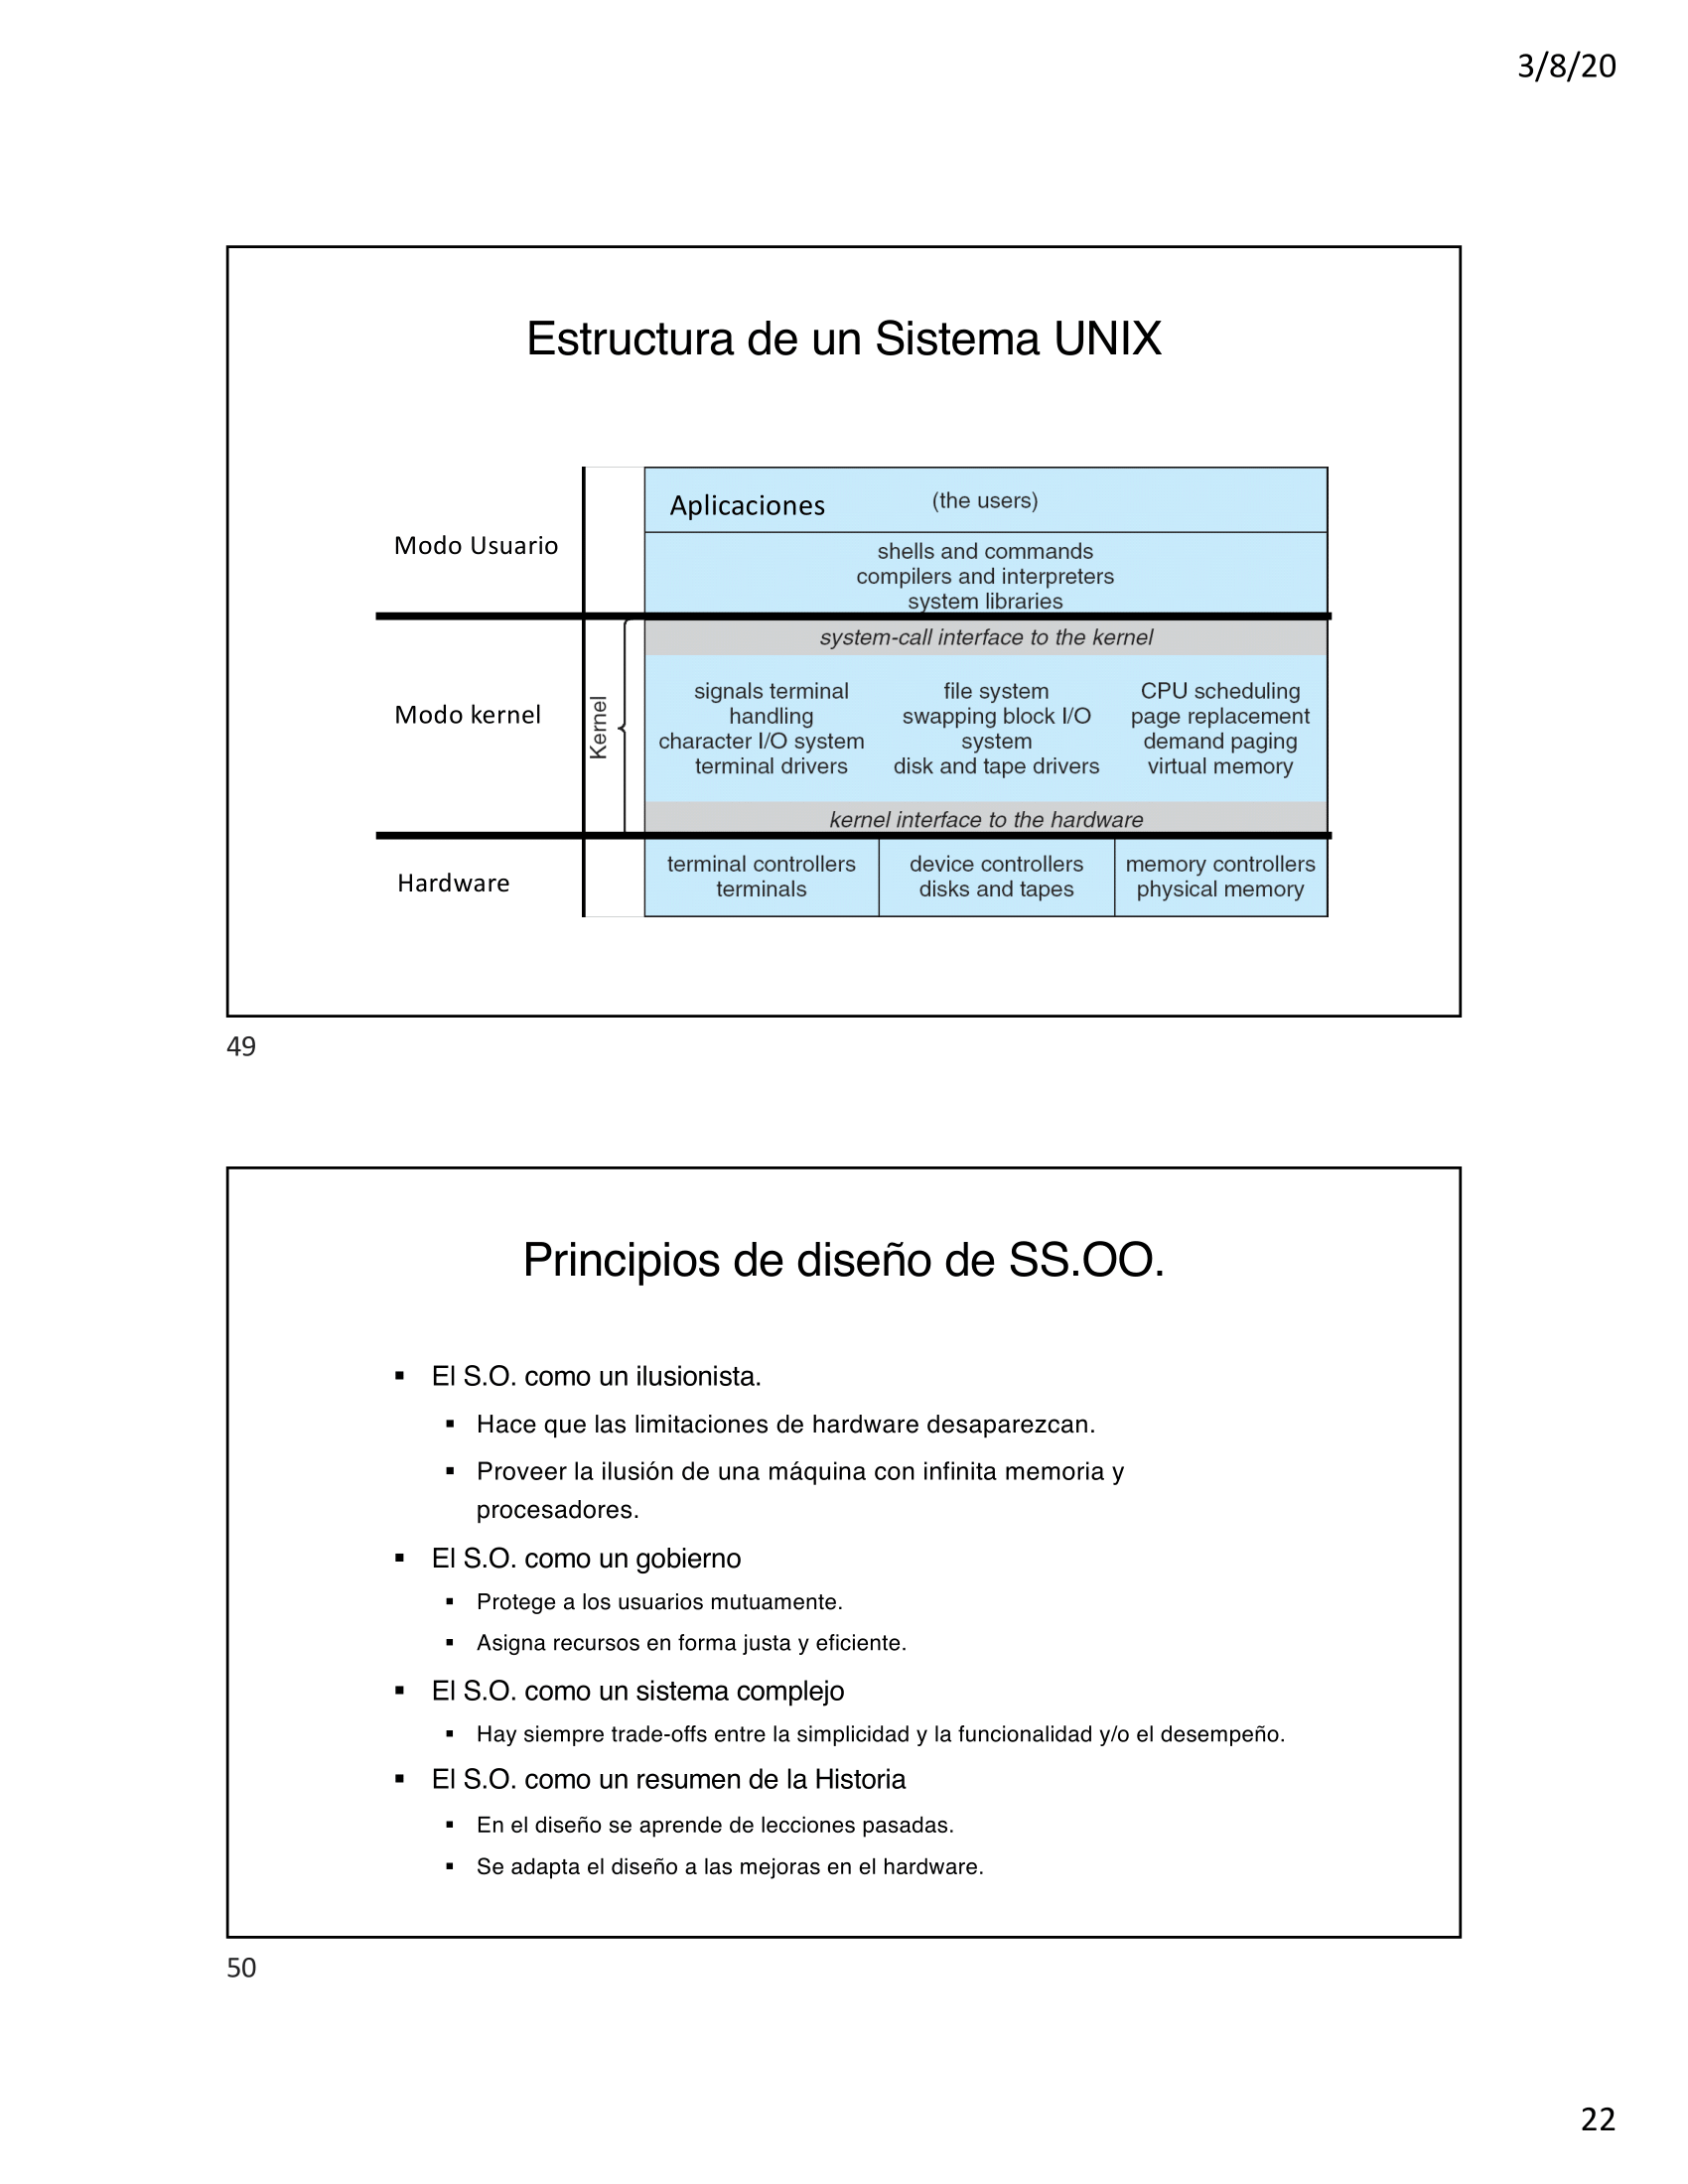 3/8/20
Estructura de un Sistema UNIX
Aplicaciones (the users)
Modo Usuario
shells and commands
compilers and interpreters
system libraries
system-call interface to the kernel
Modo kernel
Kernel
signals terminal
handling
character I/O system
terminal drivers
file system
swapping block I/O
system
disk and tape drivers
CPU scheduling
page replacement
demand paging
virtual memory
kernel interface to the hardware
Hardware
terminal controllers
terminals
device controllers
disks and tapes
memory controllers
physical memory
49
Principios de diseño de SS.OO.
▪ El S.O. como un ilusionista.
▪ Hace que las limitaciones de hardware desaparezcan.
▪ Proveer la ilusión de una máquina con infinita memoria y
procesadores.
▪ El S.O. como un gobierno
▪ Protege a los usuarios mutuamente.
▪ Asigna recursos en forma justa y eficiente.
▪ El S.O. como un sistema complejo
▪ Hay siempre trade-offs entre la simplicidad y la funcionalidad y/o el desempeño.
▪ El S.O. como un resumen de la Historia
▪ En el diseño se aprende de lecciones pasadas.
▪ Se adapta el diseño a las mejoras en el hardware.
50
22